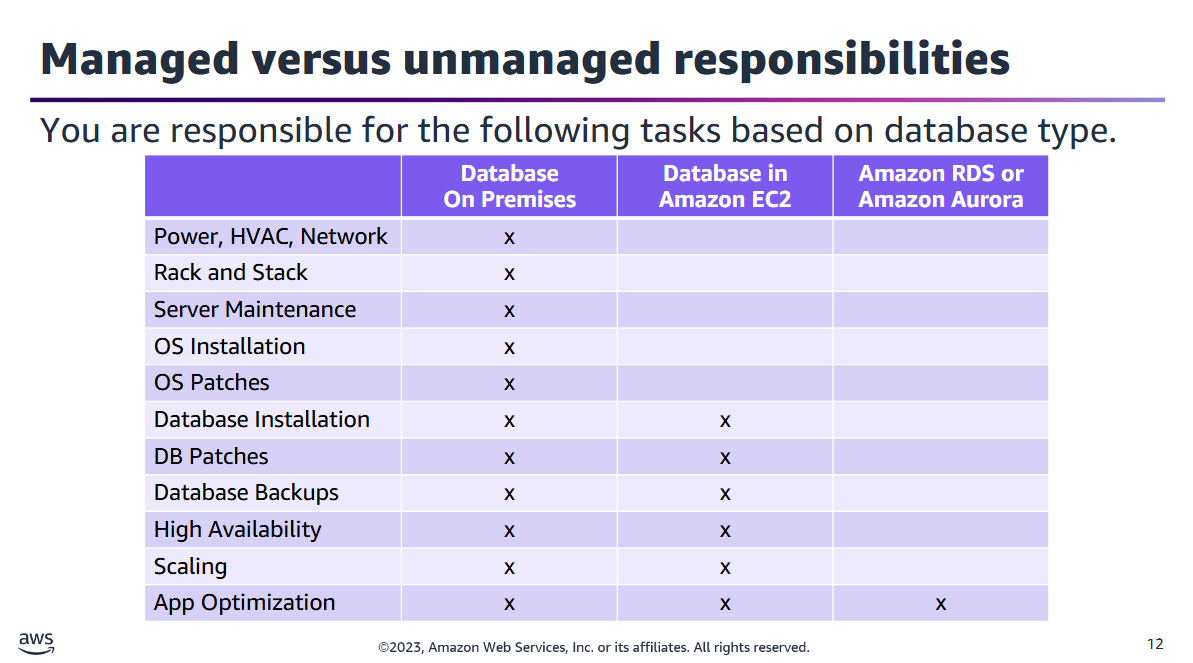 Managed versus unmanaged responsibilities
You are responsible for the following tasks based on database type.
Database On Premises
Database in Amazon EC2
Amazon RDS or Amazon Aurora
Power, HVAC, Network x
Rack and Stack x
Server Maintenance x
OS Installation x
OS Patches x
Database Installation x x
DB Patches x x
Database Backups x x
High Availability x x
Scaling x x
App Optimization x x x
aws
©2023, Amazon Web Services, Inc. or its affiliates. All rights reserved.
12